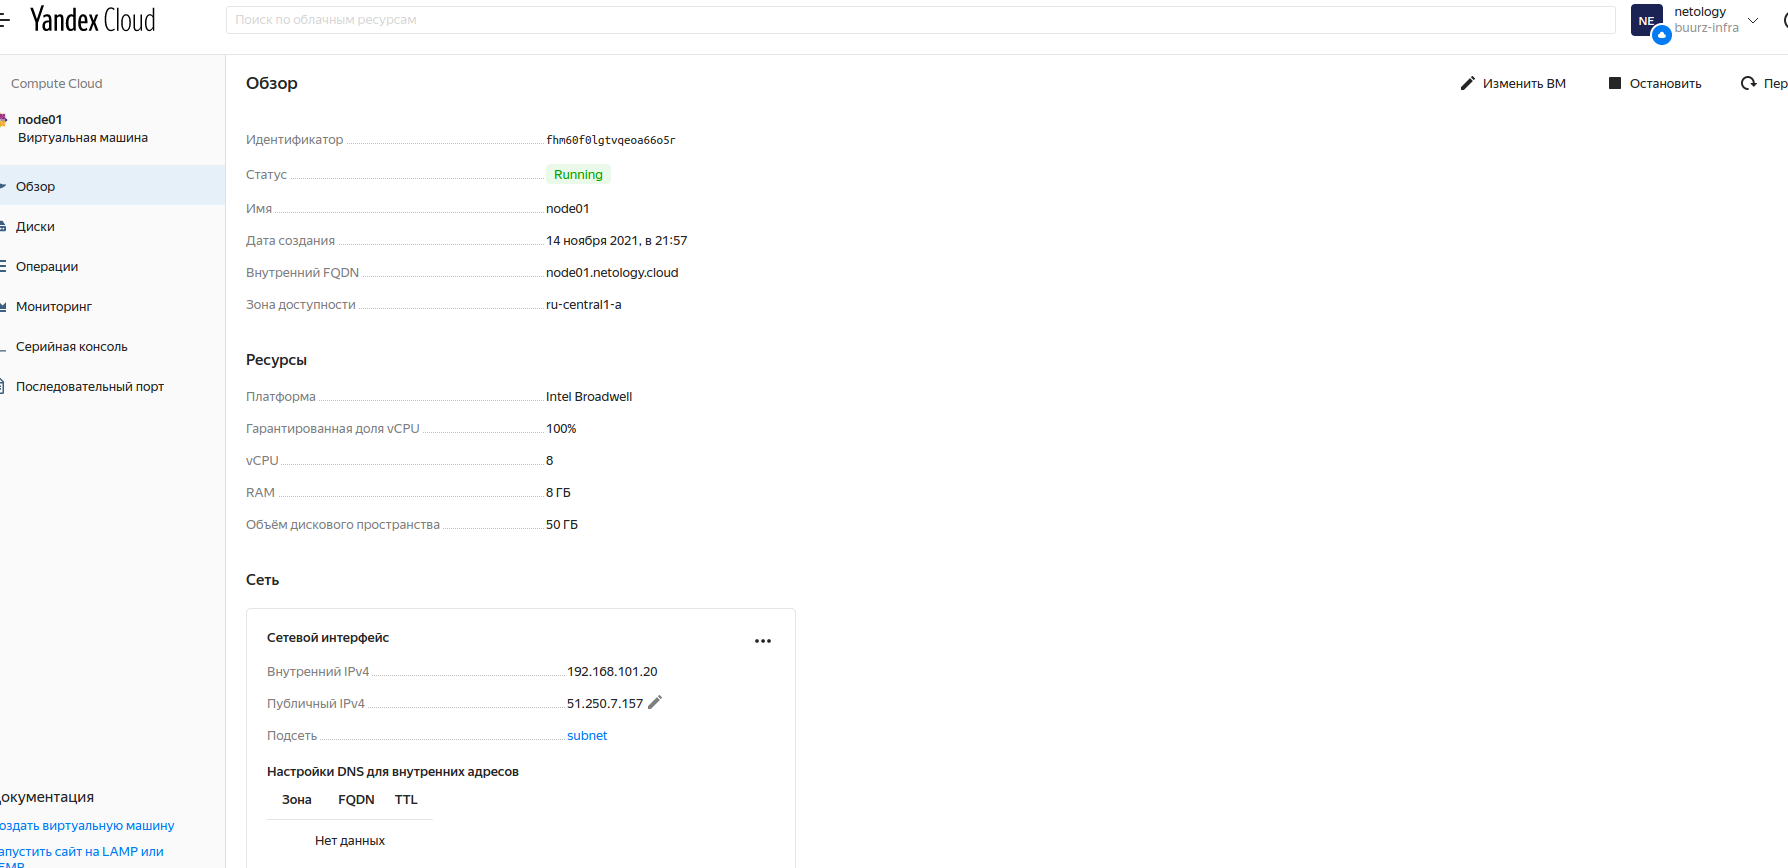 Yandex Cloud
Поиск по облачным ресурсам
NE
netology
buurz-infra
Compute Cloud
node01
Виртуальная машина
Обзор
Диски
Операции
Мониторинг
Серийная консоль
Последовательный порт
окументация
оздать виртуальную машину
апустить сайт на LAMP или
Обзор
Изменить ВМ
Остановить
Пер
Идентификатор fhm60f0lgtvqeoa66o5r
Статус Running
Имя node01
Дата создания 14 ноября 2021, в 21:57
Внутренний FQDN node01.netology.cloud
Зона доступности ru-central1-a
Ресурсы
Платформа Intel Broadwell
Гарантированная доля vCPU 100%
vCPU 8
RAM 8 ГБ
Объём дискового пространства 50 ГБ
Сеть
Сетевой интерфейс
Внутренний IPv4 192.168.101.20
Публичный IPv4 51.250.7.157
Подсеть subnet
Настройки DNS для внутренних адресов
Зона FQDN TTL
Нет данных